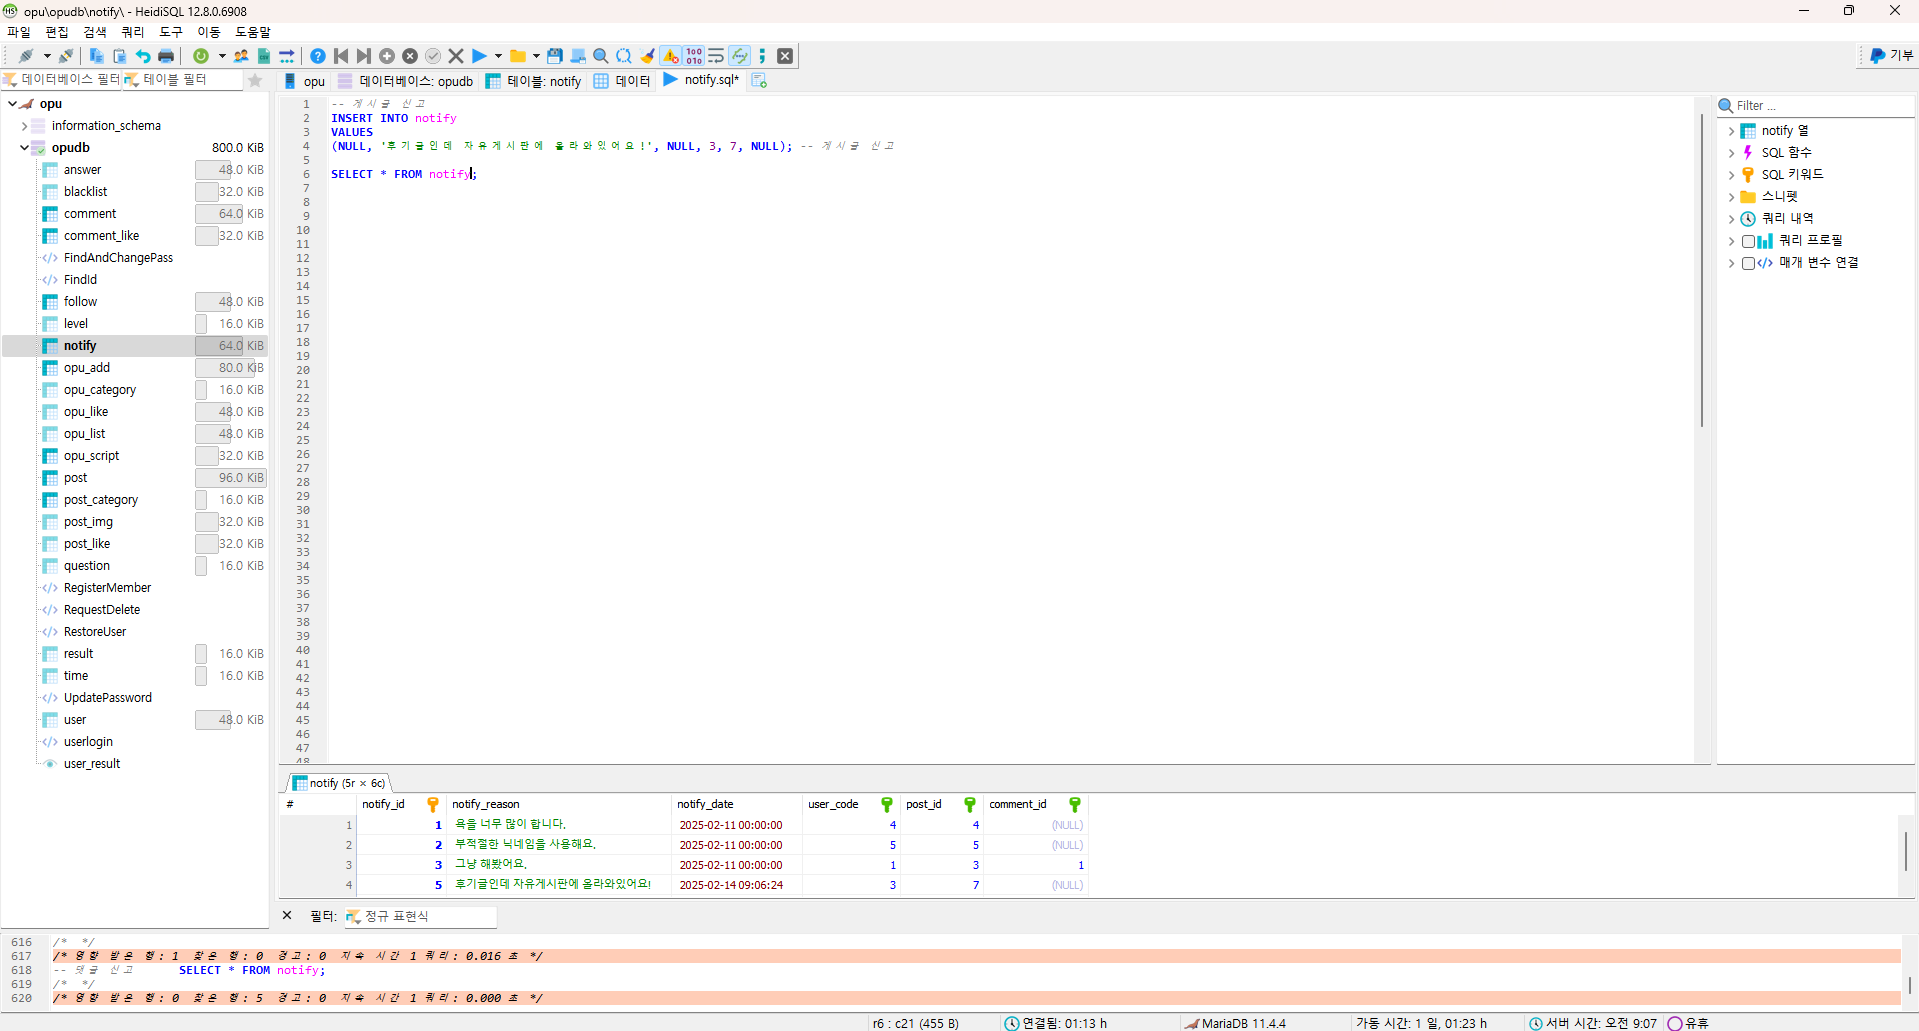 opu\opudb\notify\ - HeidiSQL 12.8.0.6908
파일 편집 검색 쿼리 도구 이동 도움말
기부
데이터베이스 필터 테이블 필터
opu 데이터베이스: opudb 테이블: notify 데이터 notify.sql*
opu
information_schema
opudb 800.0 KiB
answer 48.0 KiB
blacklist 32.0 KiB
comment 64.0 KiB
comment_like 32.0 KiB
FindAndChangePass
FindId
follow 48.0 KiB
level 16.0 KiB
notify 64.0 KiB
opu_add 80.0 KiB
opu_category 16.0 KiB
opu_like 48.0 KiB
opu_list 48.0 KiB
opu_script 32.0 KiB
post 96.0 KiB
post_category 16.0 KiB
post_img 32.0 KiB
post_like 32.0 KiB
question 16.0 KiB
RegisterMember
RequestDelete
RestoreUser
result 16.0 KiB
time 16.0 KiB
UpdatePassword
user 48.0 KiB
userlogin
user_result
1 -- 게시글 신고
2 INSERT INTO notify
3 VALUES
4 (NULL, '후기글인데 자유게시판에 올라와있어요!', NULL, 3, 7, NULL); -- 게시글 신고
5
6 SELECT * FROM notify;
7
8
9
10
11
12
13
14
15
16
17
18
19
20
21
22
23
24
25
26
27
28
29
30
31
32
33
34
35
36
37
38
39
40
41
42
43
44
45
46
47
48
Filter ...
notify 열
SQL 함수
SQL 키워드
스니펫
쿼리 내역
쿼리 프로필
매개 변수 연결
notify (5r × 6c)
# notify_id notify_reason notify_date user_code post_id comment_id
1 1 욕을 너무 많이 합니다. 2025-02-11 00:00:00 4 4 (NULL)
2 2 부적절한 닉네임을 사용해요. 2025-02-11 00:00:00 5 5 (NULL)
3 3 그냥 해봤어요. 2025-02-11 00:00:00 1 3 1
4 5 후기글인데 자유게시판에 올라와있어요! 2025-02-14 09:06:24 3 7 (NULL)
필터: 정규 표현식
616 /* */
617 /* 영향 받은 행: 1 찾은 행: 0 경고: 0 지속 시간 1 쿼리: 0.016 초 */
618 -- 댓글 신고 SELECT * FROM notify;
619 /* */
620 /* 영향 받은 행: 0 찾은 행: 5 경고: 0 지속 시간 1 쿼리: 0.000 초 */
r6 : c21 (455 B) 연결됨: 01:13 h MariaDB 11.4.4 가동 시간: 1 일, 01:23 h 서버 시간: 오전 9:07 유휴